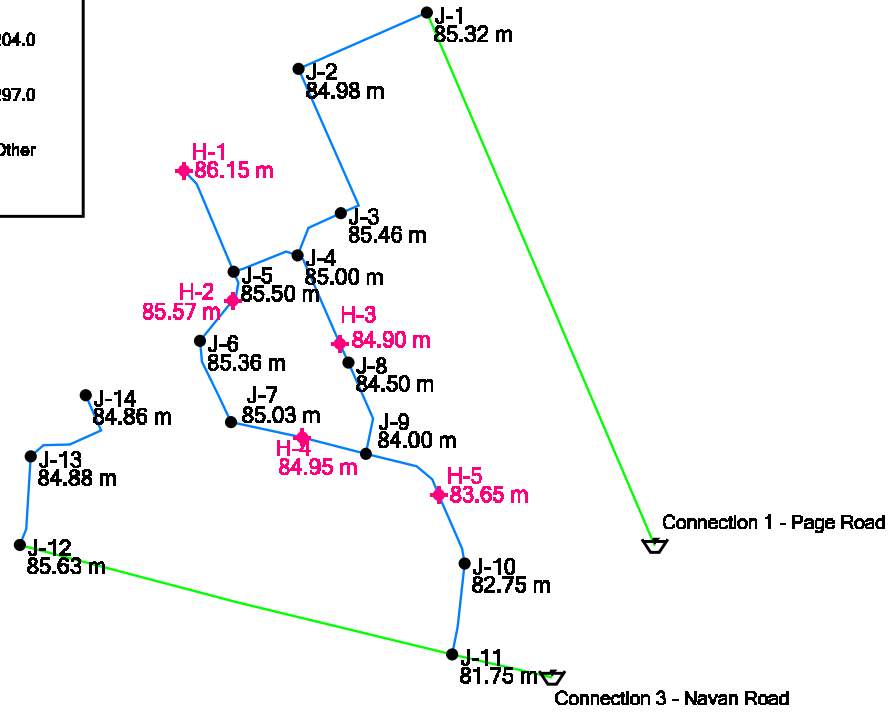 204.0
297.0
Other
J-1
85.32 m
J-2
84.98 m
H-1
86.15 m
J-3
85.46 m
J-4
85.00 m
J-5
85.50 m
H-2
85.57 m
H-3
84.90 m
J-6
85.36 m
J-8
84.50 m
J-7
85.03 m
J-14
84.86 m
J-9
84.00 m
H-4
84.95 m
J-13
84.88 m
H-5
83.65 m
Connection 1 - Page Road
J-12
85.63 m
J-10
82.75 m
J-11
81.75 m
Connection 3 - Navan Road